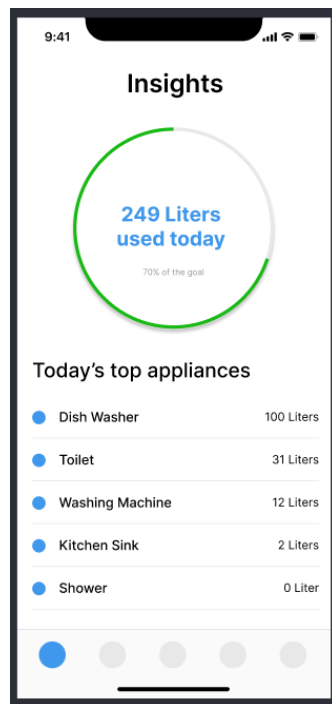 9:41
Insights
249 Liters
used today
70% of the goal
Today's top appliances
Dish Washer 100 Liters
Toilet 31 Liters
Washing Machine 12 Liters
Kitchen Sink 2 Liters
Shower 0 Liter